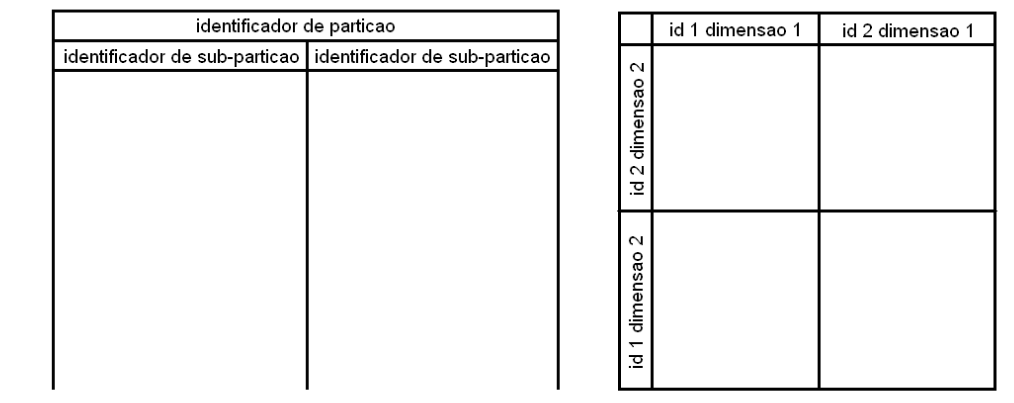 identificador de particao
identificador de sub-particao
identificador de sub-particao
id 1 dimensao 1
id 2 dimensao 1
id 2 dimensao 2
id 1 dimensao 2